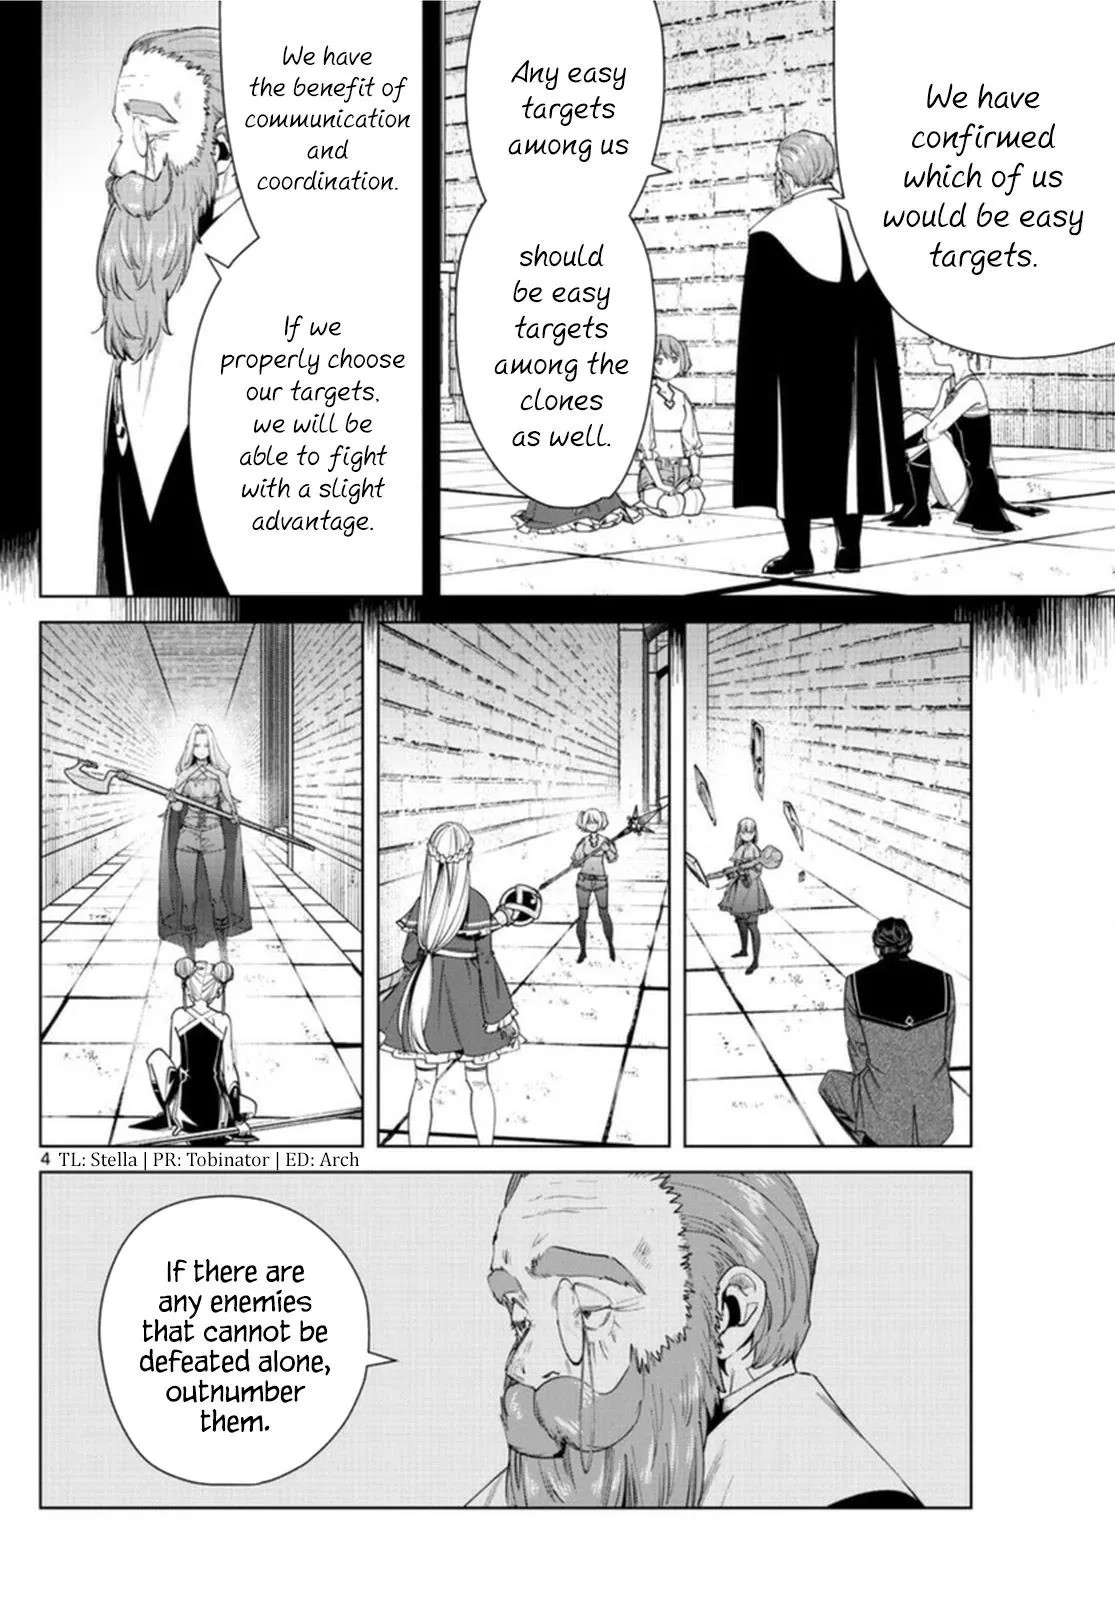 We have
confirmed
which of us
would be easy
targets.
Any easy
targets
among us
should
be easy
targets
among the
clones
as well.
We have
the benefit of
communication
and
coordination.
If we
properly choose
our targets,
we will be
able to fight
with a slight
advantage.
4 TL: Stella | PR: Tobinator | ED: Arch
If there are
any enemies
that cannot be
defeated alone,
outnumber
them.